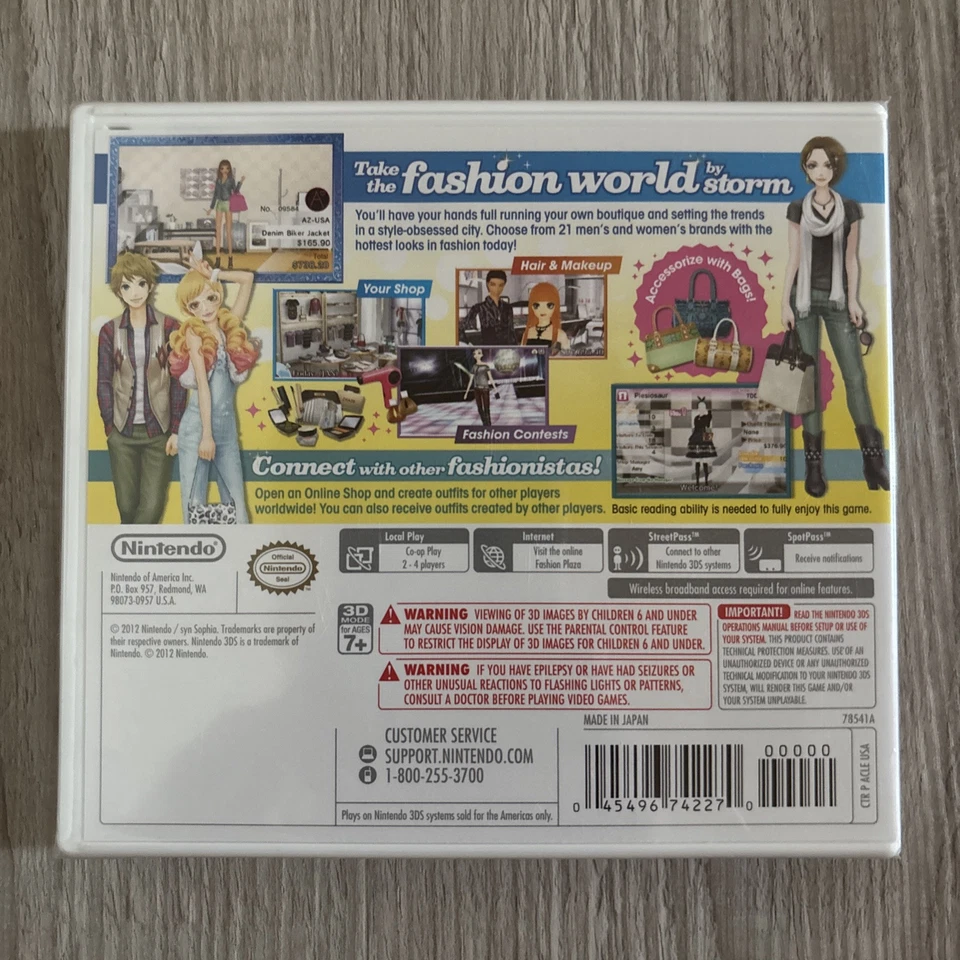 Take the fashion world by storm
You'll have your hands full running your own boutique and setting the trends
in a style-obsessed city. Choose from 21 men's and women's brands with the
hottest looks in fashion today!
No. 09584
AZ-USA
Denim Biker Jacket
$165.90
Total
Your Shop
Hair & Makeup
Accessorize with Bags!
Fashion Contests
Plesiosaur
Welcome!
Connect with other fashionistas!
Open an Online Shop and create outfits for other players
worldwide! You can also receive outfits created by other players.
Basic reading ability is needed to fully enjoy this game.
Nintendo®
Official
Nintendo
Seal
Local Play
Co-op Play
2 - 4 players
Internet
Visit the online
Fashion Plaza
StreetPass™
Connect to other
Nintendo 3DS systems
SpotPass™
Receive notifications
Wireless broadband access required for online features.
Nintendo of America Inc.
P.O. Box 957, Redmond, WA
98073-0957 U.S.A.
© 2012 Nintendo / syn Sophia. Trademarks are property of
their respective owners. Nintendo 3DS is a trademark of
Nintendo. © 2012 Nintendo.
3D
MODE
for AGES
7+
WARNING VIEWING OF 3D IMAGES BY CHILDREN 6 AND UNDER
MAY CAUSE VISION DAMAGE. USE THE PARENTAL CONTROL FEATURE
TO RESTRICT THE DISPLAY OF 3D IMAGES FOR CHILDREN 6 AND UNDER.
WARNING IF YOU HAVE EPILEPSY OR HAVE HAD SEIZURES OR
OTHER UNUSUAL REACTIONS TO FLASHING LIGHTS OR PATTERNS,
CONSULT A DOCTOR BEFORE PLAYING VIDEO GAMES.
IMPORTANT! READ THE NINTENDO 3DS
OPERATIONS MANUAL BEFORE SETUP OR USE OF
YOUR SYSTEM. THIS PRODUCT CONTAINS
TECHNICAL PROTECTION MEASURES. USE OF AN
UNAUTHORIZED DEVICE OR ANY UNAUTHORIZED
TECHNICAL MODIFICATION TO YOUR NINTENDO 3DS
SYSTEM, WILL RENDER THIS GAME AND/OR
YOUR SYSTEM UNPLAYABLE.
MADE IN JAPAN
78541A
CUSTOMER SERVICE
SUPPORT.NINTENDO.COM
1-800-255-3700
Plays on Nintendo 3DS systems sold for the Americas only.
0 45496 74227 0
00000
CTR P ACLE USA